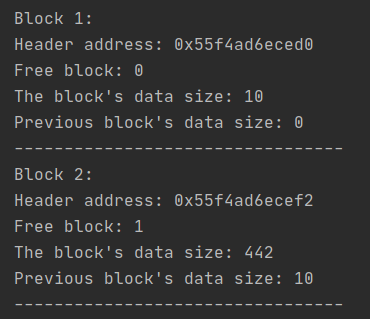 Block 1:
Header address: 0x55f4ad6eced0
Free block: 0
The block's data size: 10
Previous block's data size: 0
---------------------------------
Block 2:
Header address: 0x55f4ad6ecef2
Free block: 1
The block's data size: 442
Previous block's data size: 10
---------------------------------